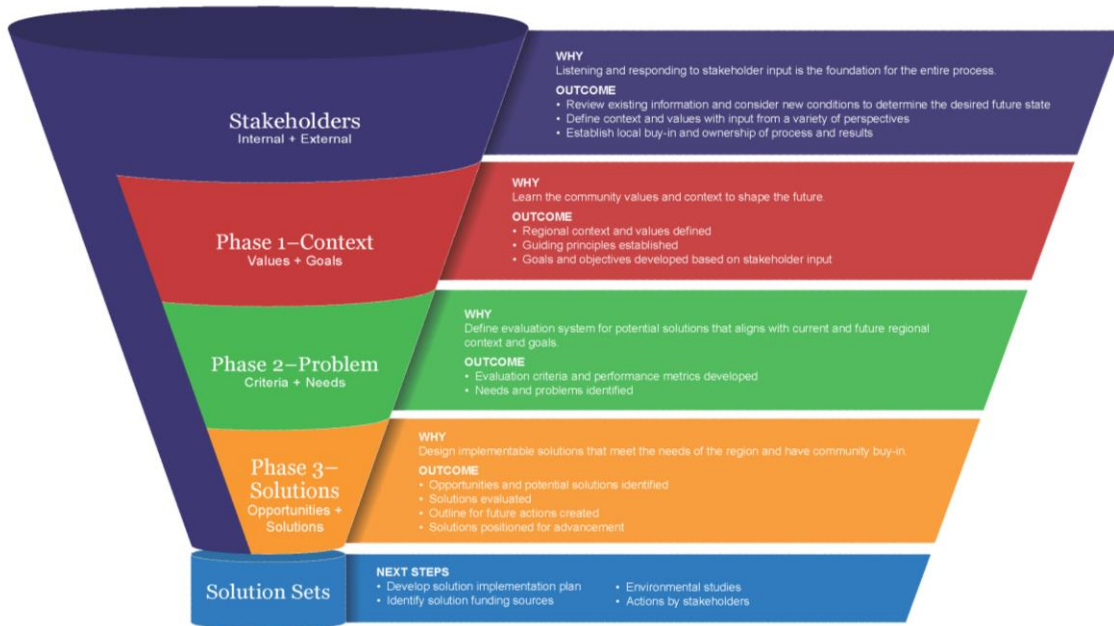 Stakeholders
Internal + External
WHY
Listening and responding to stakeholder input is the foundation for the entire process.
OUTCOME
• Review existing information and consider new conditions to determine the desired future state
• Define context and values with input from a variety of perspectives
• Establish local buy-in and ownership of process and results
Phase 1–Context
Values + Goals
WHY
Learn the community values and context to shape the future.
OUTCOME
• Regional context and values defined
• Guiding principles established
• Goals and objectives developed based on stakeholder input
Phase 2–Problem
Criteria + Needs
WHY
Define evaluation system for potential solutions that aligns with current and future regional
context and goals.
OUTCOME
• Evaluation criteria and performance metrics developed
• Needs and problems identified
Phase 3–
Solutions
Opportunities +
Solutions
WHY
Design implementable solutions that meet the needs of the region and have community buy-in.
OUTCOME
• Opportunities and potential solutions identified
• Solutions evaluated
• Outline for future actions created
• Solutions positioned for advancement
Solution Sets
NEXT STEPS
• Develop solution implementation plan
• Identify solution funding sources
• Environmental studies
• Actions by stakeholders